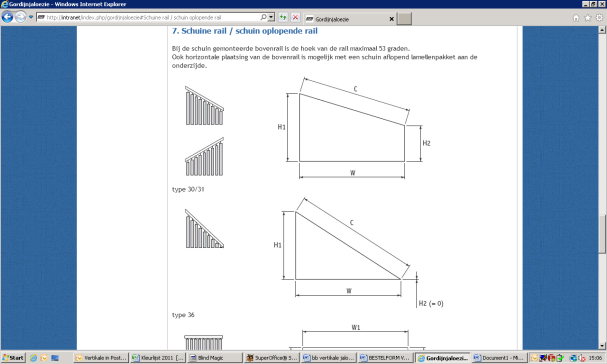 Gordijnjaloezie - Windows Internet Explorer
http://intranet/index.php/gordijnjaloezie#Schuine rail / schuin oplopende rail
Gordijnjaloezie
7. Schuine rail / schuin oplopende rail
Bij de schuin gemonteerde bovenrail is de hoek van de rail maximaal 53 graden.
Ook horizontale plaatsing van de bovenrail is mogelijk met een schuin aflopend lamellenpakket aan de
onderzijde.
C
H1
H2
W
type 30/31
C
H1
W
H2 (= 0)
type 36
W1
Start
Vertikale in Post...
Kleurlijst 2011 [...
Blind Magic
SuperOffice® S...
bb vertikale jalo...
BESTELFORM V...
Gordijnjaloezi...
Document1 - Mi...
15:06